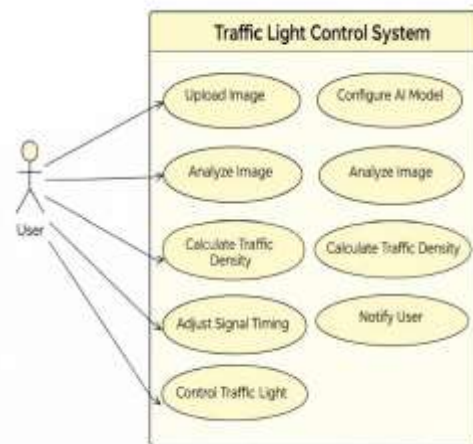 Traffic Light Control System
Upload Image
Configure AI Model
Analyze Image
Analyze Image
User
Calculate Traffic
Density
Calculate Traffic Density
Adjust Signal Timing
Notify User
Control Traffic Light